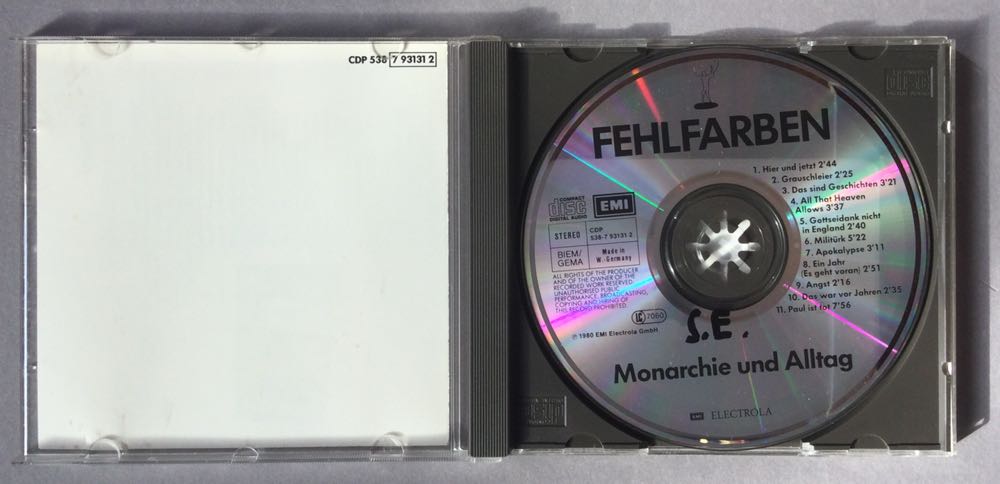 CDP 538-7 93131 2
FEHLFARBEN
1. Hier und jetzt 2'44
2. Grauschleier 2'25
3. Das sind Geschichten 3'21
4. All That Heaven
Allows 3'37
5. Gottseidank nicht
in England 2'40
6. Militürk 5'22
7. Apokalypse 3'11
8. Ein Jahr
(Es geht voran) 2'51
9. Angst 2'16
10. Das war vor Jahren 2'35
11. Paul ist tot 7'56
COMPACT
disc
DIGITAL AUDIO
EMI
STEREO
CDP
538-7 93131 2
BIEM/
GEMA
Made in
W.-Germany
ALL RIGHTS OF THE PRODUCER
AND OF THE OWNER OF THE
RECORDED WORK RESERVED
UNAUTHORISED PUBLIC
PERFORMANCE, BROADCASTING,
COPYING AND HIRING OF
THIS RECORD PROHIBITED.
LC 7060
℗ 1980 EMI Electrola GmbH
S.E.
Monarchie und Alltag
EMI ELECTROLA